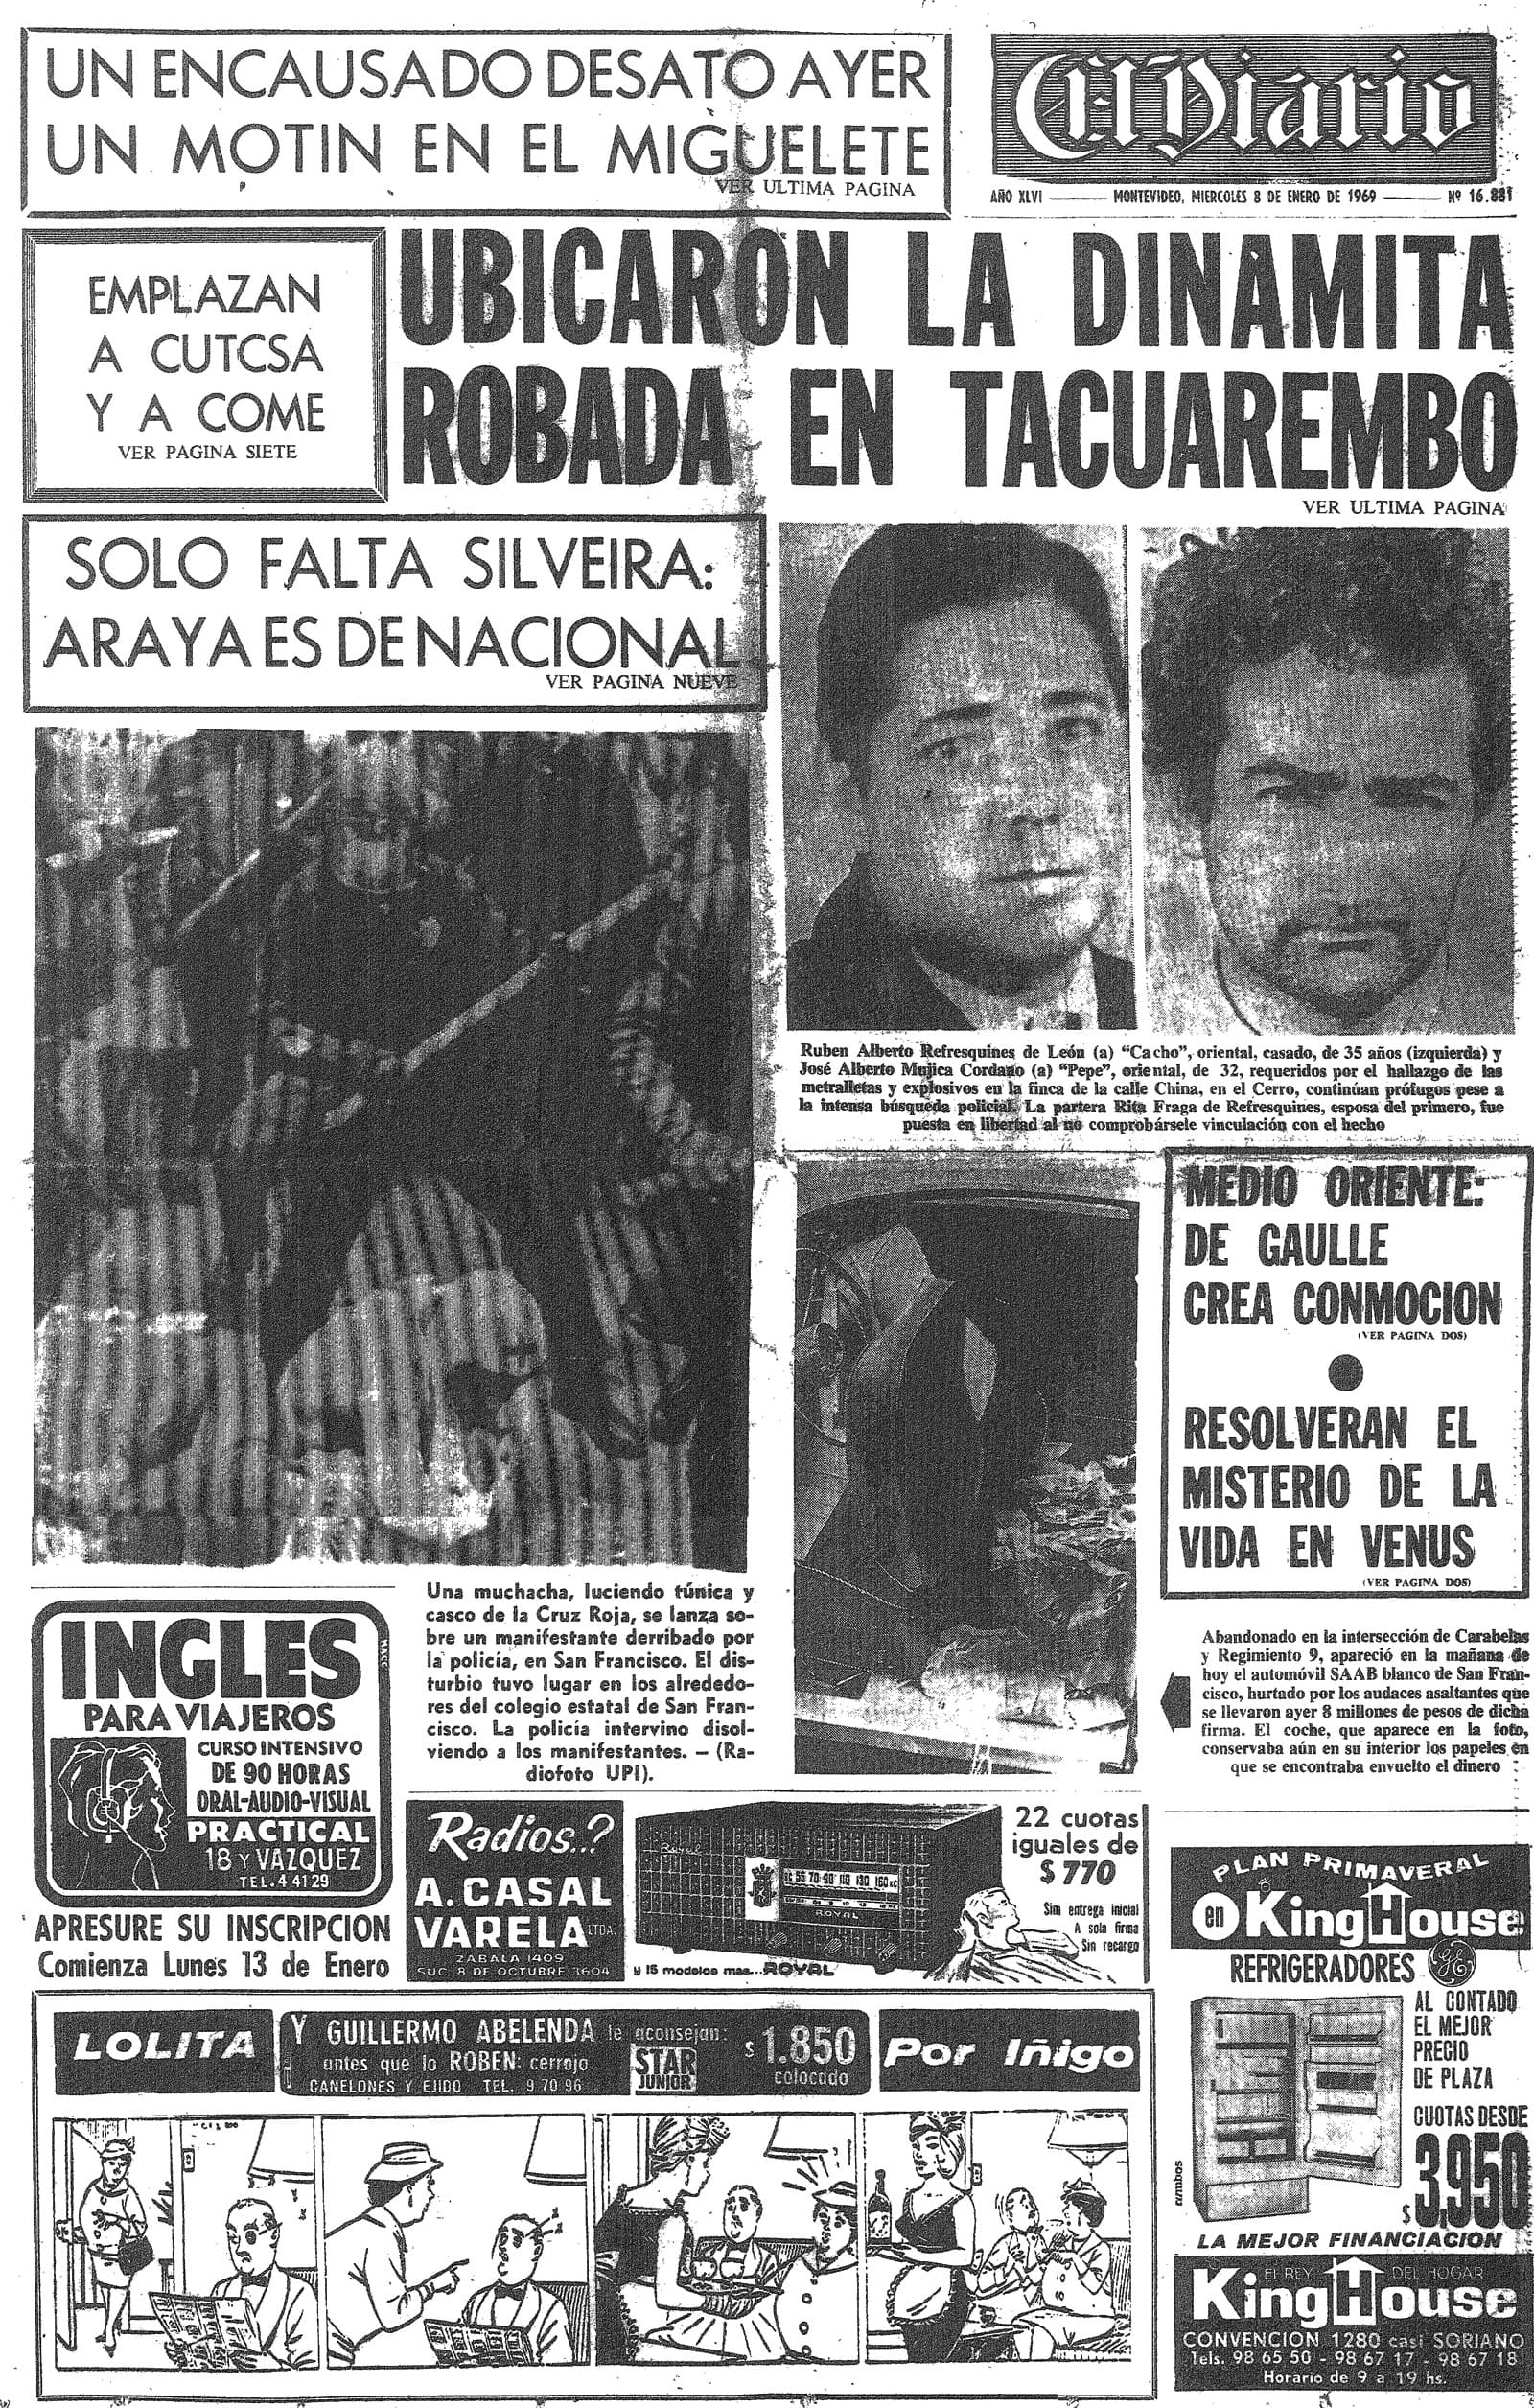 UN ENCAUSADO DESATO AYER
UN MOTIN EN EL MIGUELETE
VER ULTIMA PAGINA
El Diario
AÑO XLVI — MONTEVIDEO, MIERCOLES 8 DE ENERO DE 1969 — Nº 16.881
EMPLAZAN
A CUTCSA
Y A COME
VER PAGINA SIETE
UBICARON LA DINAMITA
ROBADA EN TACUAREMBO
VER ULTIMA PAGINA
SOLO FALTA SILVEIRA:
ARAYA ES DE NACIONAL
VER PAGINA NUEVE
Ruben Alberto Refresquines de León (a) “Cacho”, oriental, casado, de 35 años (izquierda) y
José Alberto Mujica Cordano (a) “Pepe”, oriental, de 32, requeridos por el hallazgo de las
metralletas y explosivos en la finca de la calle China, en el Cerro, continúan prófugos pese a
la intensa búsqueda policial. La partera Rita Fraga de Refresquines, esposa del primero, fue
puesta en libertad al no comprobársele vinculación con el hecho
MEDIO ORIENTE:
DE GAULLE
CREA CONMOCION
(VER PAGINA DOS)
RESOLVERAN EL
MISTERIO DE LA
VIDA EN VENUS
(VER PAGINA DOS)
Una muchacha, luciendo túnica y
casco de la Cruz Roja, se lanza so-
bre un manifestante derribado por
la policía, en San Francisco. El dis-
turbio tuvo lugar en los alrededo-
res del colegio estatal de San Fran-
cisco. La policía intervino disol-
viendo a los manifestantes. — (Ra-
diofoto UPI).
Abandonado en la intersección de Carabelas
y Regimiento 9, apareció en la mañana de
hoy el automóvil SAAB blanco de San Fran-
cisco, hurtado por los audaces asaltantes que
se llevaron ayer 8 millones de pesos de dicha
firma. El coche, que aparece en la foto,
conservaba aún en su interior los papeles en
que se encontraba envuelto el dinero
INGLES
PARA VIAJEROS
CURSO INTENSIVO
DE 90 HORAS
ORAL-AUDIO-VISUAL
PRACTICAL
18 Y VAZQUEZ
TEL. 4 41 29
APRESURE SU INSCRIPCION
Comienza Lunes 13 de Enero
Radios..?
A. CASAL
VARELA LTDA.
ZABALA 1409
SUC. 8 DE OCTUBRE 3604
Royal
55 70 90 110 130 160
ROYAL
y 15 modelos mas... ROYAL
22 cuotas
iguales de
$ 770
Sin entrega inicial
A sola firma
Sin recargo
PLAN PRIMAVERAL
en KingHouse
REFRIGERADORES GE
AL CONTADO
EL MEJOR
PRECIO
DE PLAZA
CUOTAS DESDE
$ 3.950
cumbos
LA MEJOR FINANCIACION
EL REY DEL HOGAR
KingHouse
CONVENCION 1280 casi SORIANO
Tels. 98 65 50 - 98 67 17 - 98 67 18
Horario de 9 a 19 hs.
LOLITA
Y GUILLERMO ABELENDA le aconsejan:
antes que lo ROBEN: cerrojo
CANELONES Y EJIDO TEL. 9 70 96
STAR
JUNIOR
$ 1.850
colocado
Por Iñigo